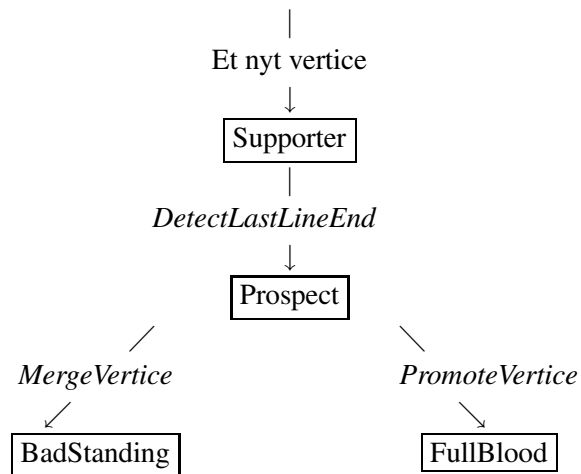 Et nyt vertice
Supporter
DetectLastLineEnd
Prospect
MergeVertice PromoteVertice
BadStanding FullBlood